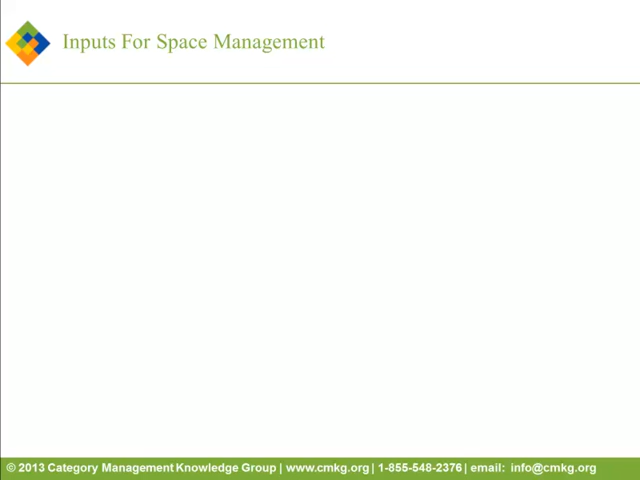 Inputs For Space Management
© 2013 Category Management Knowledge Group | www.cmkg.org | 1-855-548-2376 | email: info@cmkg.org